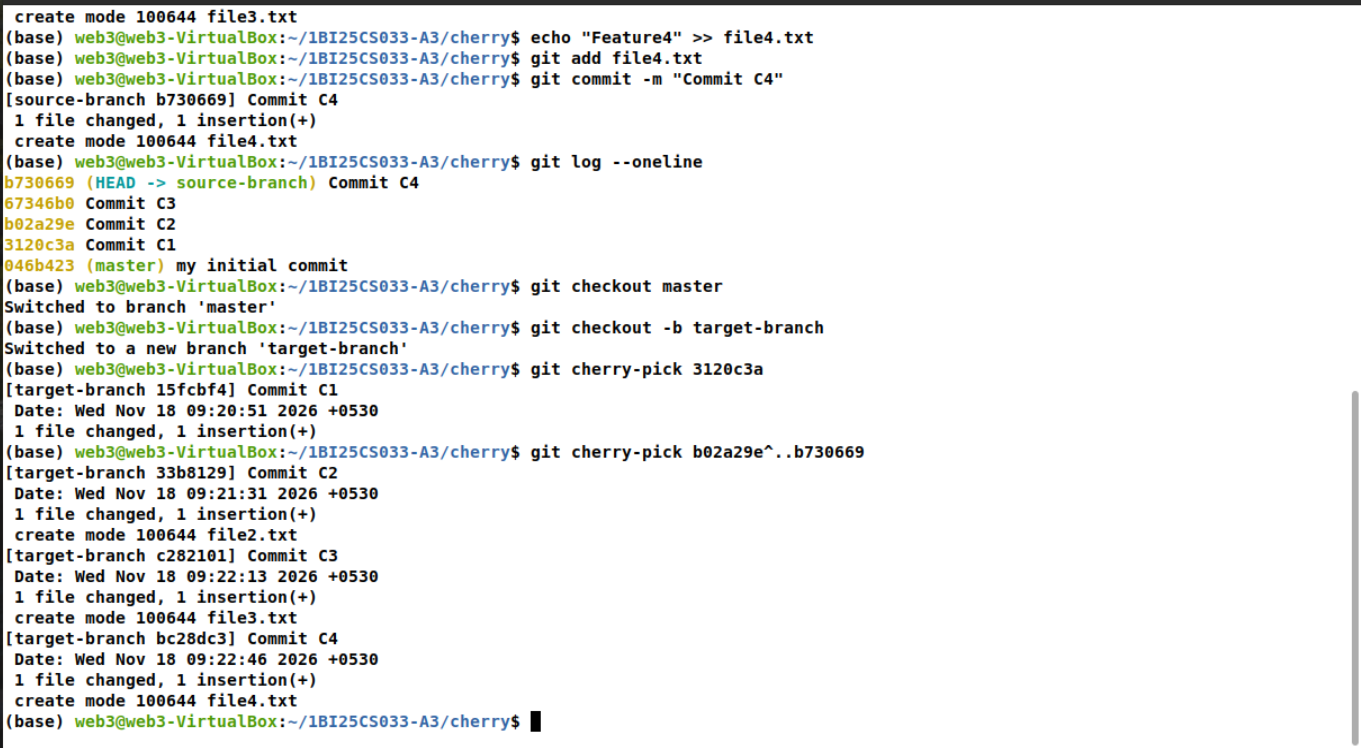 create mode 100644 file3.txt
(base) web3@web3-VirtualBox:~/1BI25CS033-A3/cherry$ echo "Feature4" >> file4.txt
(base) web3@web3-VirtualBox:~/1BI25CS033-A3/cherry$ git add file4.txt
(base) web3@web3-VirtualBox:~/1BI25CS033-A3/cherry$ git commit -m "Commit C4"
[source-branch b730669] Commit C4
1 file changed, 1 insertion(+)
create mode 100644 file4.txt
(base) web3@web3-VirtualBox:~/1BI25CS033-A3/cherry$ git log --oneline
b730669 (HEAD -> source-branch) Commit C4
67346b0 Commit C3
b02a29e Commit C2
3120c3a Commit C1
046b423 (master) my initial commit
(base) web3@web3-VirtualBox:~/1BI25CS033-A3/cherry$ git checkout master
Switched to branch 'master'
(base) web3@web3-VirtualBox:~/1BI25CS033-A3/cherry$ git checkout -b target-branch
Switched to a new branch 'target-branch'
(base) web3@web3-VirtualBox:~/1BI25CS033-A3/cherry$ git cherry-pick 3120c3a
[target-branch 15fcbf4] Commit C1
Date: Wed Nov 18 09:20:51 2026 +0530
1 file changed, 1 insertion(+)
(base) web3@web3-VirtualBox:~/1BI25CS033-A3/cherry$ git cherry-pick b02a29e^..b730669
[target-branch 33b8129] Commit C2
Date: Wed Nov 18 09:21:31 2026 +0530
1 file changed, 1 insertion(+)
create mode 100644 file2.txt
[target-branch c282101] Commit C3
Date: Wed Nov 18 09:22:13 2026 +0530
1 file changed, 1 insertion(+)
create mode 100644 file3.txt
[target-branch bc28dc3] Commit C4
Date: Wed Nov 18 09:22:46 2026 +0530
1 file changed, 1 insertion(+)
create mode 100644 file4.txt
(base) web3@web3-VirtualBox:~/1BI25CS033-A3/cherry$